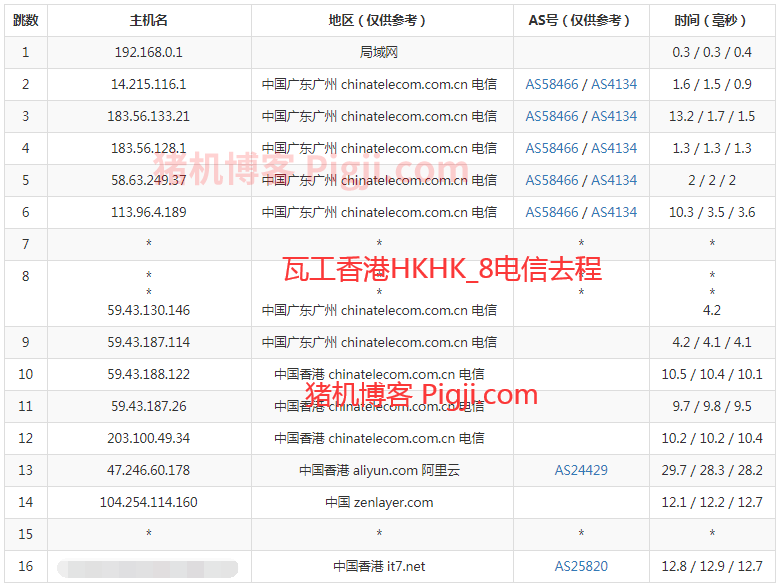 跳数 主机名 地区（仅供参考） AS号（仅供参考） 时间（毫秒）
1 192.168.0.1 局域网 0.3 / 0.3 / 0.4
2 14.215.116.1 中国广东广州 chinatelecom.com.cn 电信 AS58466 / AS4134 1.6 / 1.5 / 0.9
3 183.56.133.21 中国广东广州 chinatelecom.com.cn 电信 AS58466 / AS4134 13.2 / 1.7 / 1.5
4 183.56.128.1 中国广东广州 chinatelecom.com.cn 电信 AS58466 / AS4134 1.3 / 1.3 / 1.3
猪机博客 Pigji.com
5 58.63.249.37 中国广东广州 chinatelecom.com.cn 电信 AS58466 / AS4134 2 / 2 / 2
6 113.96.4.189 中国广东广州 chinatelecom.com.cn 电信 AS58466 / AS4134 10.3 / 3.5 / 3.6
7 * * * *
瓦工香港HKHK_8电信去程
8 * * * *
* * * *
59.43.130.146 中国广东广州 chinatelecom.com.cn 电信 4.2
9 59.43.187.114 中国广东广州 chinatelecom.com.cn 电信 4.2 / 4.1 / 4.1
10 59.43.188.122 中国香港 chinatelecom.com.cn 电信 10.5 / 10.4 / 10.1
猪机博客 Pigji.com
11 59.43.187.26 中国香港 chinatelecom.com.cn 电信 9.7 / 9.8 / 9.5
12 203.100.49.34 中国香港 chinatelecom.com.cn 电信 10.2 / 10.2 / 10.4
13 47.246.60.178 中国香港 aliyun.com 阿里云 AS24429 29.7 / 28.3 / 28.2
14 104.254.114.160 中国 zenlayer.com 12.1 / 12.2 / 12.7
15 * * * *
16 中国香港 it7.net AS25820 12.8 / 12.9 / 12.7